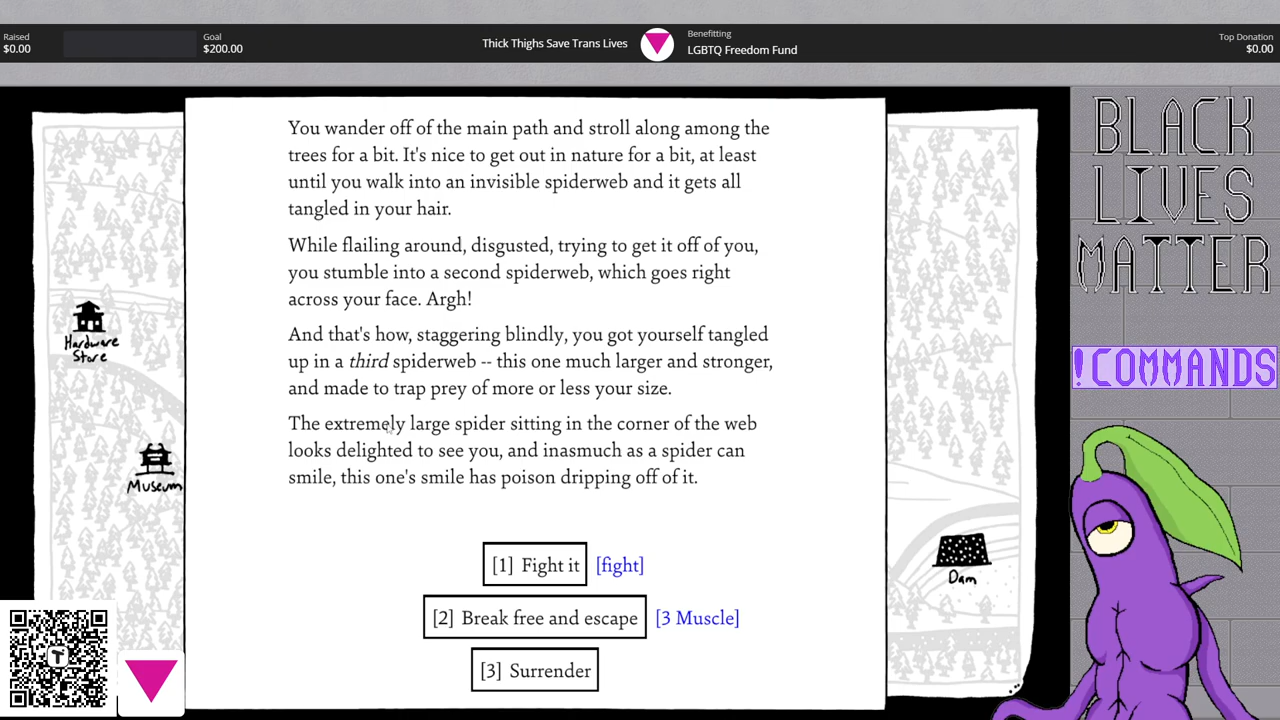 Raised
$0.00
Goal
$200.00
Thick Thighs Save Trans Lives
Benefitting
LGBTQ Freedom Fund
Top Donation
$0.00
You wander off of the main path and stroll along among the
trees for a bit. It's nice to get out in nature for a bit, at least
until you walk into an invisible spiderweb and it gets all
tangled in your hair.
While flailing around, disgusted, trying to get it off of you,
you stumble into a second spiderweb, which goes right
across your face. Argh!
And that's how, staggering blindly, you got yourself tangled
up in a third spiderweb -- this one much larger and stronger,
and made to trap prey of more or less your size.
The extremely large spider sitting in the corner of the web
looks delighted to see you, and inasmuch as a spider can
smile, this one's smile has poison dripping off of it.
[1] Fight it [fight]
[2] Break free and escape [3 Muscle]
[3] Surrender
Hardware
Store
Museum
Dam
BLACK
LIVES
MATTER
!COMMANDS
T